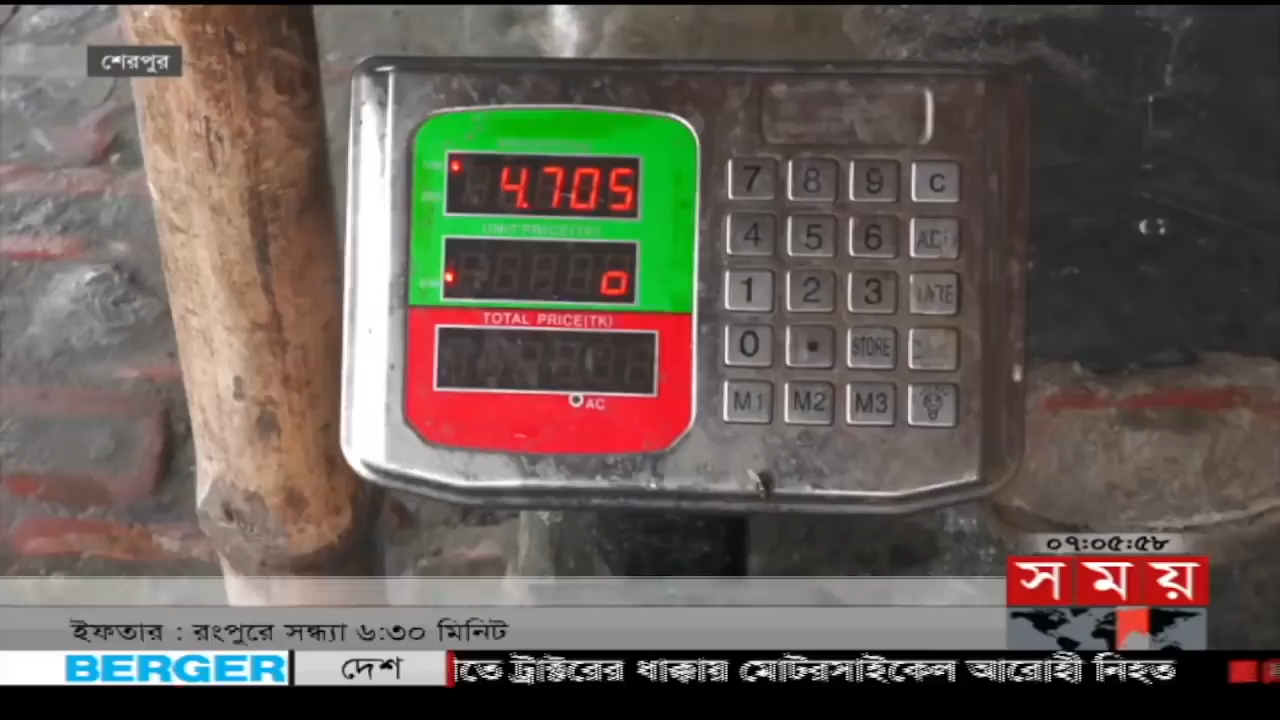 শেরপুর
4.705
UNIT PRICE(TK)
0
TOTAL PRICE(TK)
AC
7 8 9 C
4 5 6 ADD
1 2 3 TARE
0 . STORE
M1 M2 M3
০৭:০৫:৫৮
সময়
ইফতার : রংপুরে সন্ধ্যা ৬:৩০ মিনিট
BERGER দেশ তে ট্রাক্টরের ধাক্কায় মোটরসাইকেল আরোহী নিহত